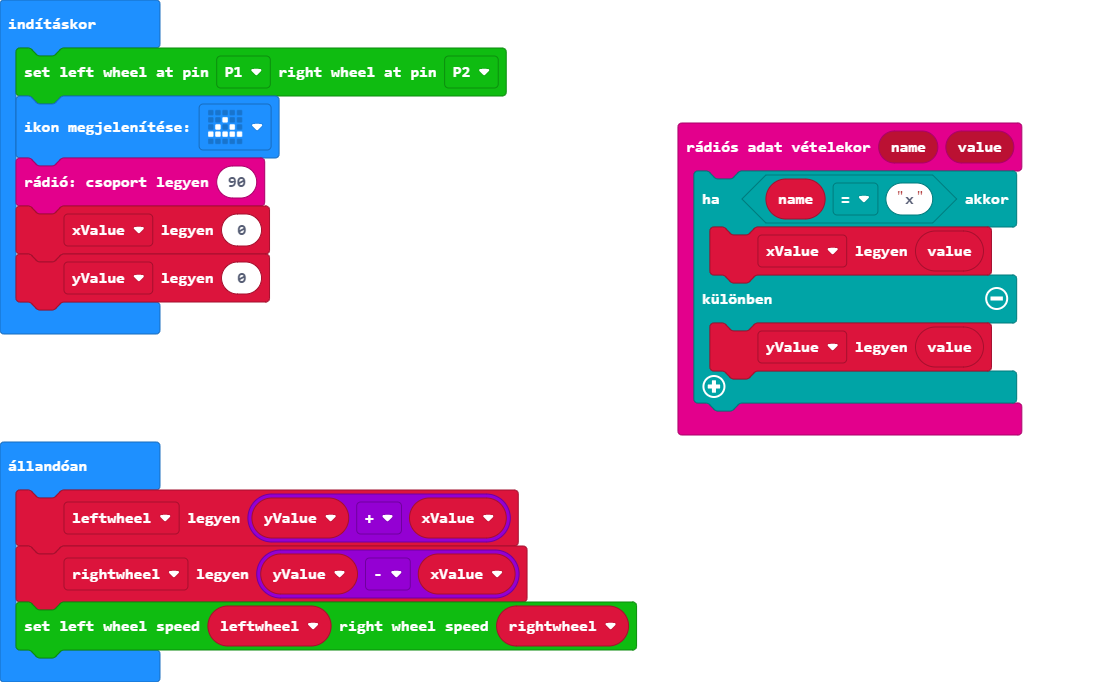 indításkor
set left wheel at pin P1 right wheel at pin P2
ikon megjelenítése:
rádió: csoport legyen 90
xValue legyen 0
yValue legyen 0
rádiós adat vételekor name value
ha name = "x" akkor
xValue legyen value
különben
yValue legyen value
állandóan
leftwheel legyen yValue + xValue
rightwheel legyen yValue - xValue
set left wheel speed leftwheel right wheel speed rightwheel